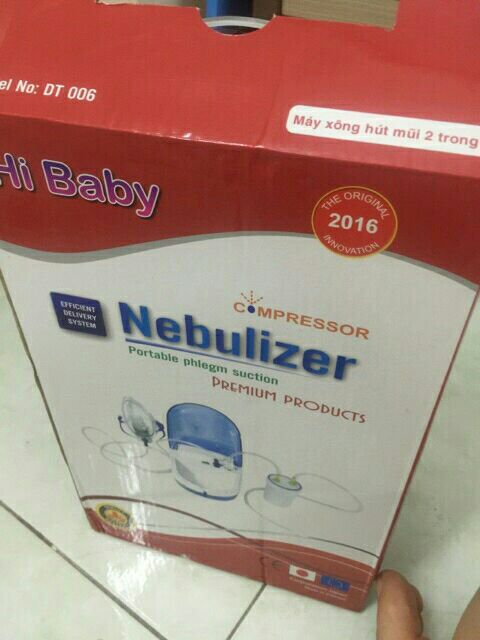 el No: DT 006
Máy xông hút mũi 2 trong
Hi Baby
THE ORIGINAL
2016
INNOVATION
EFFICIENT
DELIVERY
SYSTEM
COMPRESSOR
Nebulizer
Portable phlegm suction
PREMIUM PRODUCTS
CE